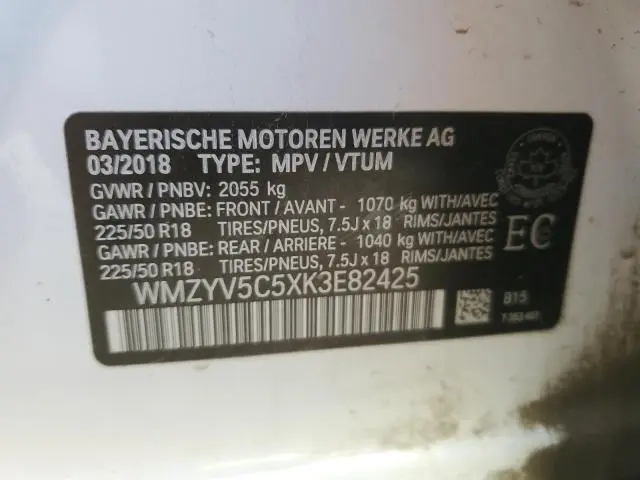 BAYERISCHE MOTOREN WERKE AG
03/2018 TYPE: MPV / VTUM
GVWR / PNBV: 2055 kg
GAWR / PNBE: FRONT / AVANT - 1070 kg WITH/AVEC
225/50 R18 TIRES/PNEUS, 7.5J x 18 RIMS/JANTES
GAWR / PNBE: REAR / ARRIERE - 1040 kg WITH/AVEC
225/50 R18 TIRES/PNEUS, 7.5J x 18 RIMS/JANTES
EC
WMZYV5C5XK3E82425
B15